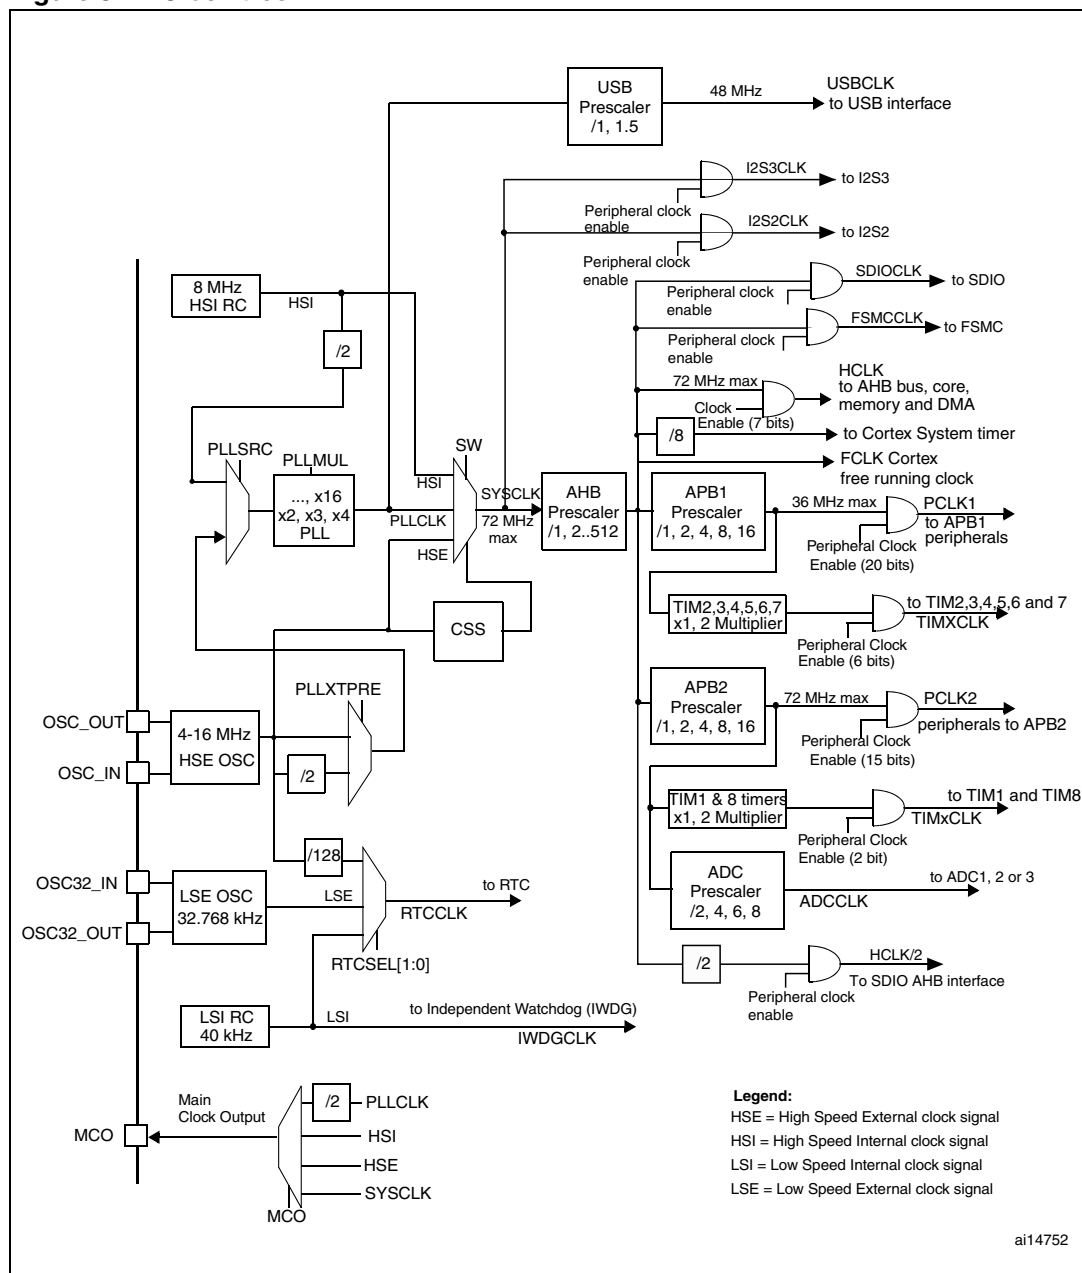 USB
Prescaler
/1, 1.5
48 MHz
USBCLK
to USB interface
I2S3CLK
to I2S3
Peripheral clock
enable
I2S2CLK
to I2S2
Peripheral clock
enable
SDIOCLK
to SDIO
Peripheral clock
enable
FSMCCLK
to FSMC
Peripheral clock
enable
8 MHz
HSI RC
HSI
/2
HCLK
to AHB bus, core,
memory and DMA
72 MHz max
Clock
Enable (7 bits)
/8
to Cortex System timer
FCLK Cortex
free running clock
PLLSRC
PLLMUL
..., x16
x2, x3, x4
PLL
SW
HSI
PLLCLK
HSE
SYSCLK
72 MHz
max
AHB
Prescaler
/1, 2..512
APB1
Prescaler
/1, 2, 4, 8, 16
36 MHz max
PCLK1
to APB1
peripherals
Peripheral Clock
Enable (20 bits)
TIM2,3,4,5,6,7
x1, 2 Multiplier
to TIM2,3,4,5,6 and 7
TIMXCLK
Peripheral Clock
Enable (6 bits)
CSS
PLLXTPRE
OSC_OUT
OSC_IN
4-16 MHz
HSE OSC
/2
APB2
Prescaler
/1, 2, 4, 8, 16
72 MHz max
PCLK2
peripherals to APB2
Peripheral Clock
Enable (15 bits)
TIM1 & 8 timers
x1, 2 Multiplier
to TIM1 and TIM8
TIMxCLK
Peripheral Clock
Enable (2 bit)
/128
OSC32_IN
OSC32_OUT
LSE OSC
32.768 kHz
LSE
to RTC
RTCCLK
RTCSEL[1:0]
ADC
Prescaler
/2, 4, 6, 8
to ADC1, 2 or 3
ADCCLK
/2
HCLK/2
To SDIO AHB interface
Peripheral clock
enable
LSI RC
40 kHz
LSI
to Independent Watchdog (IWDG)
IWDGCLK
MCO
Main
Clock Output
/2
PLLCLK
HSI
HSE
SYSCLK
MCO
Legend:
HSE = High Speed External clock signal
HSI = High Speed Internal clock signal
LSI = Low Speed Internal clock signal
LSE = Low Speed External clock signal
ai14752